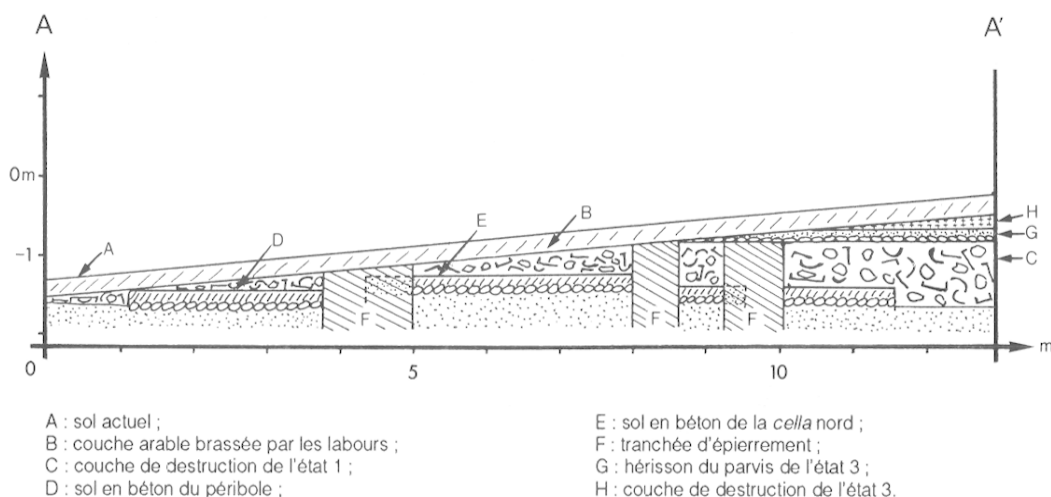 A
A'
0m
-1
A
D
E
B
H
G
C
F
F
F
0
5
10
m
A : sol actuel ;
B : couche arable brassée par les labours ;
C : couche de destruction de l'état 1 ;
D : sol en béton du péribole ;
E : sol en béton de la cella nord ;
F : tranchée d'épierrement ;
G : hérisson du parvis de l'état 3 ;
H : couche de destruction de l'état 3.